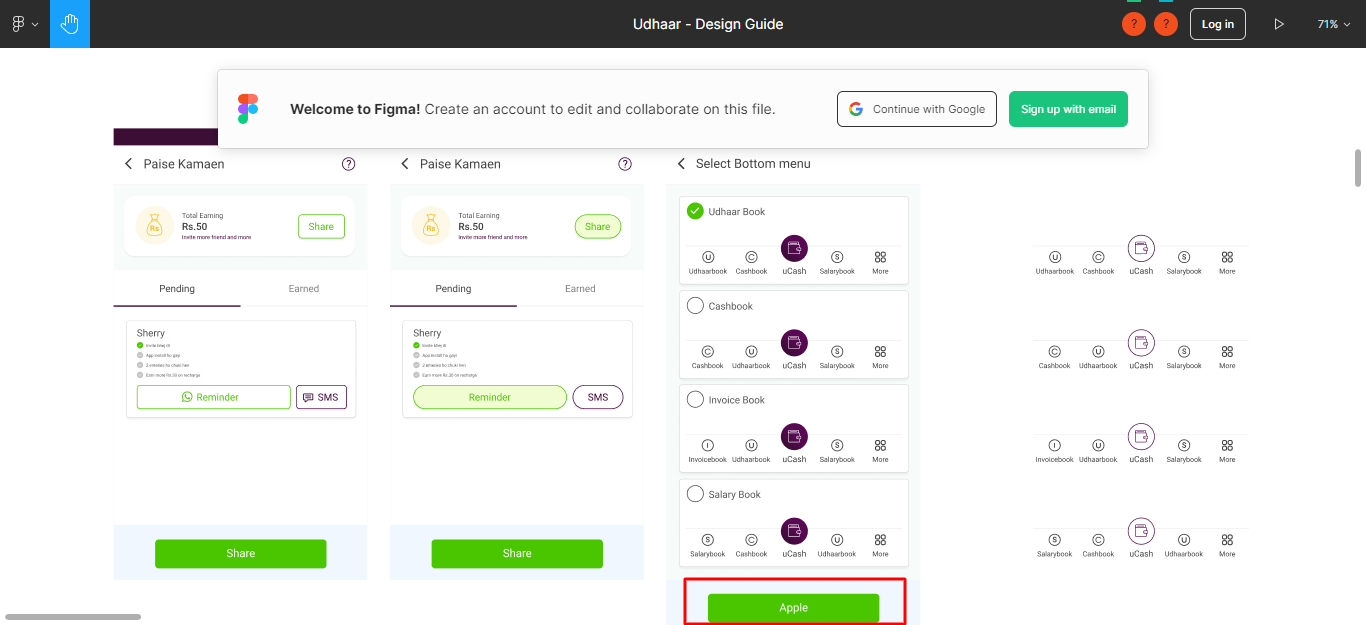 Udhaar - Design Guide
? ? Log in 71%
Welcome to Figma! Create an account to edit and collaborate on this file.
Continue with Google Sign up with email
Paise Kamaen ?
Total Earning
Rs
Rs.50
Invite more friend and more
Share
Pending Earned
Sherry
Invite bhej di
App install ho gayi
2 enteries ho chuki hen
Earn more Rs.30 on recharge
Reminder SMS
Share
Paise Kamaen ?
Total Earning
Rs
Rs.50
Invite more friend and more
Share
Pending Earned
Sherry
Invite bhej di
App install ho gayi
2 enteries ho chuki hen
Earn more Rs.30 on recharge
Reminder SMS
Share
Select Bottom menu
Udhaar Book
U C S
Udhaarbook Cashbook uCash Salarybook More
Cashbook
C U S
Cashbook Udhaarbook uCash Salarybook More
Invoice Book
I U S
Invoicebook Udhaarbook uCash Salarybook More
Salary Book
S C U
Salarybook Cashbook uCash Udhaarbook More
Apple
U C S
Udhaarbook Cashbook uCash Salarybook More
C U S
Cashbook Udhaarbook uCash Salarybook More
I U S
Invoicebook Udhaarbook uCash Salarybook More
S C U
Salarybook Cashbook uCash Udhaarbook More